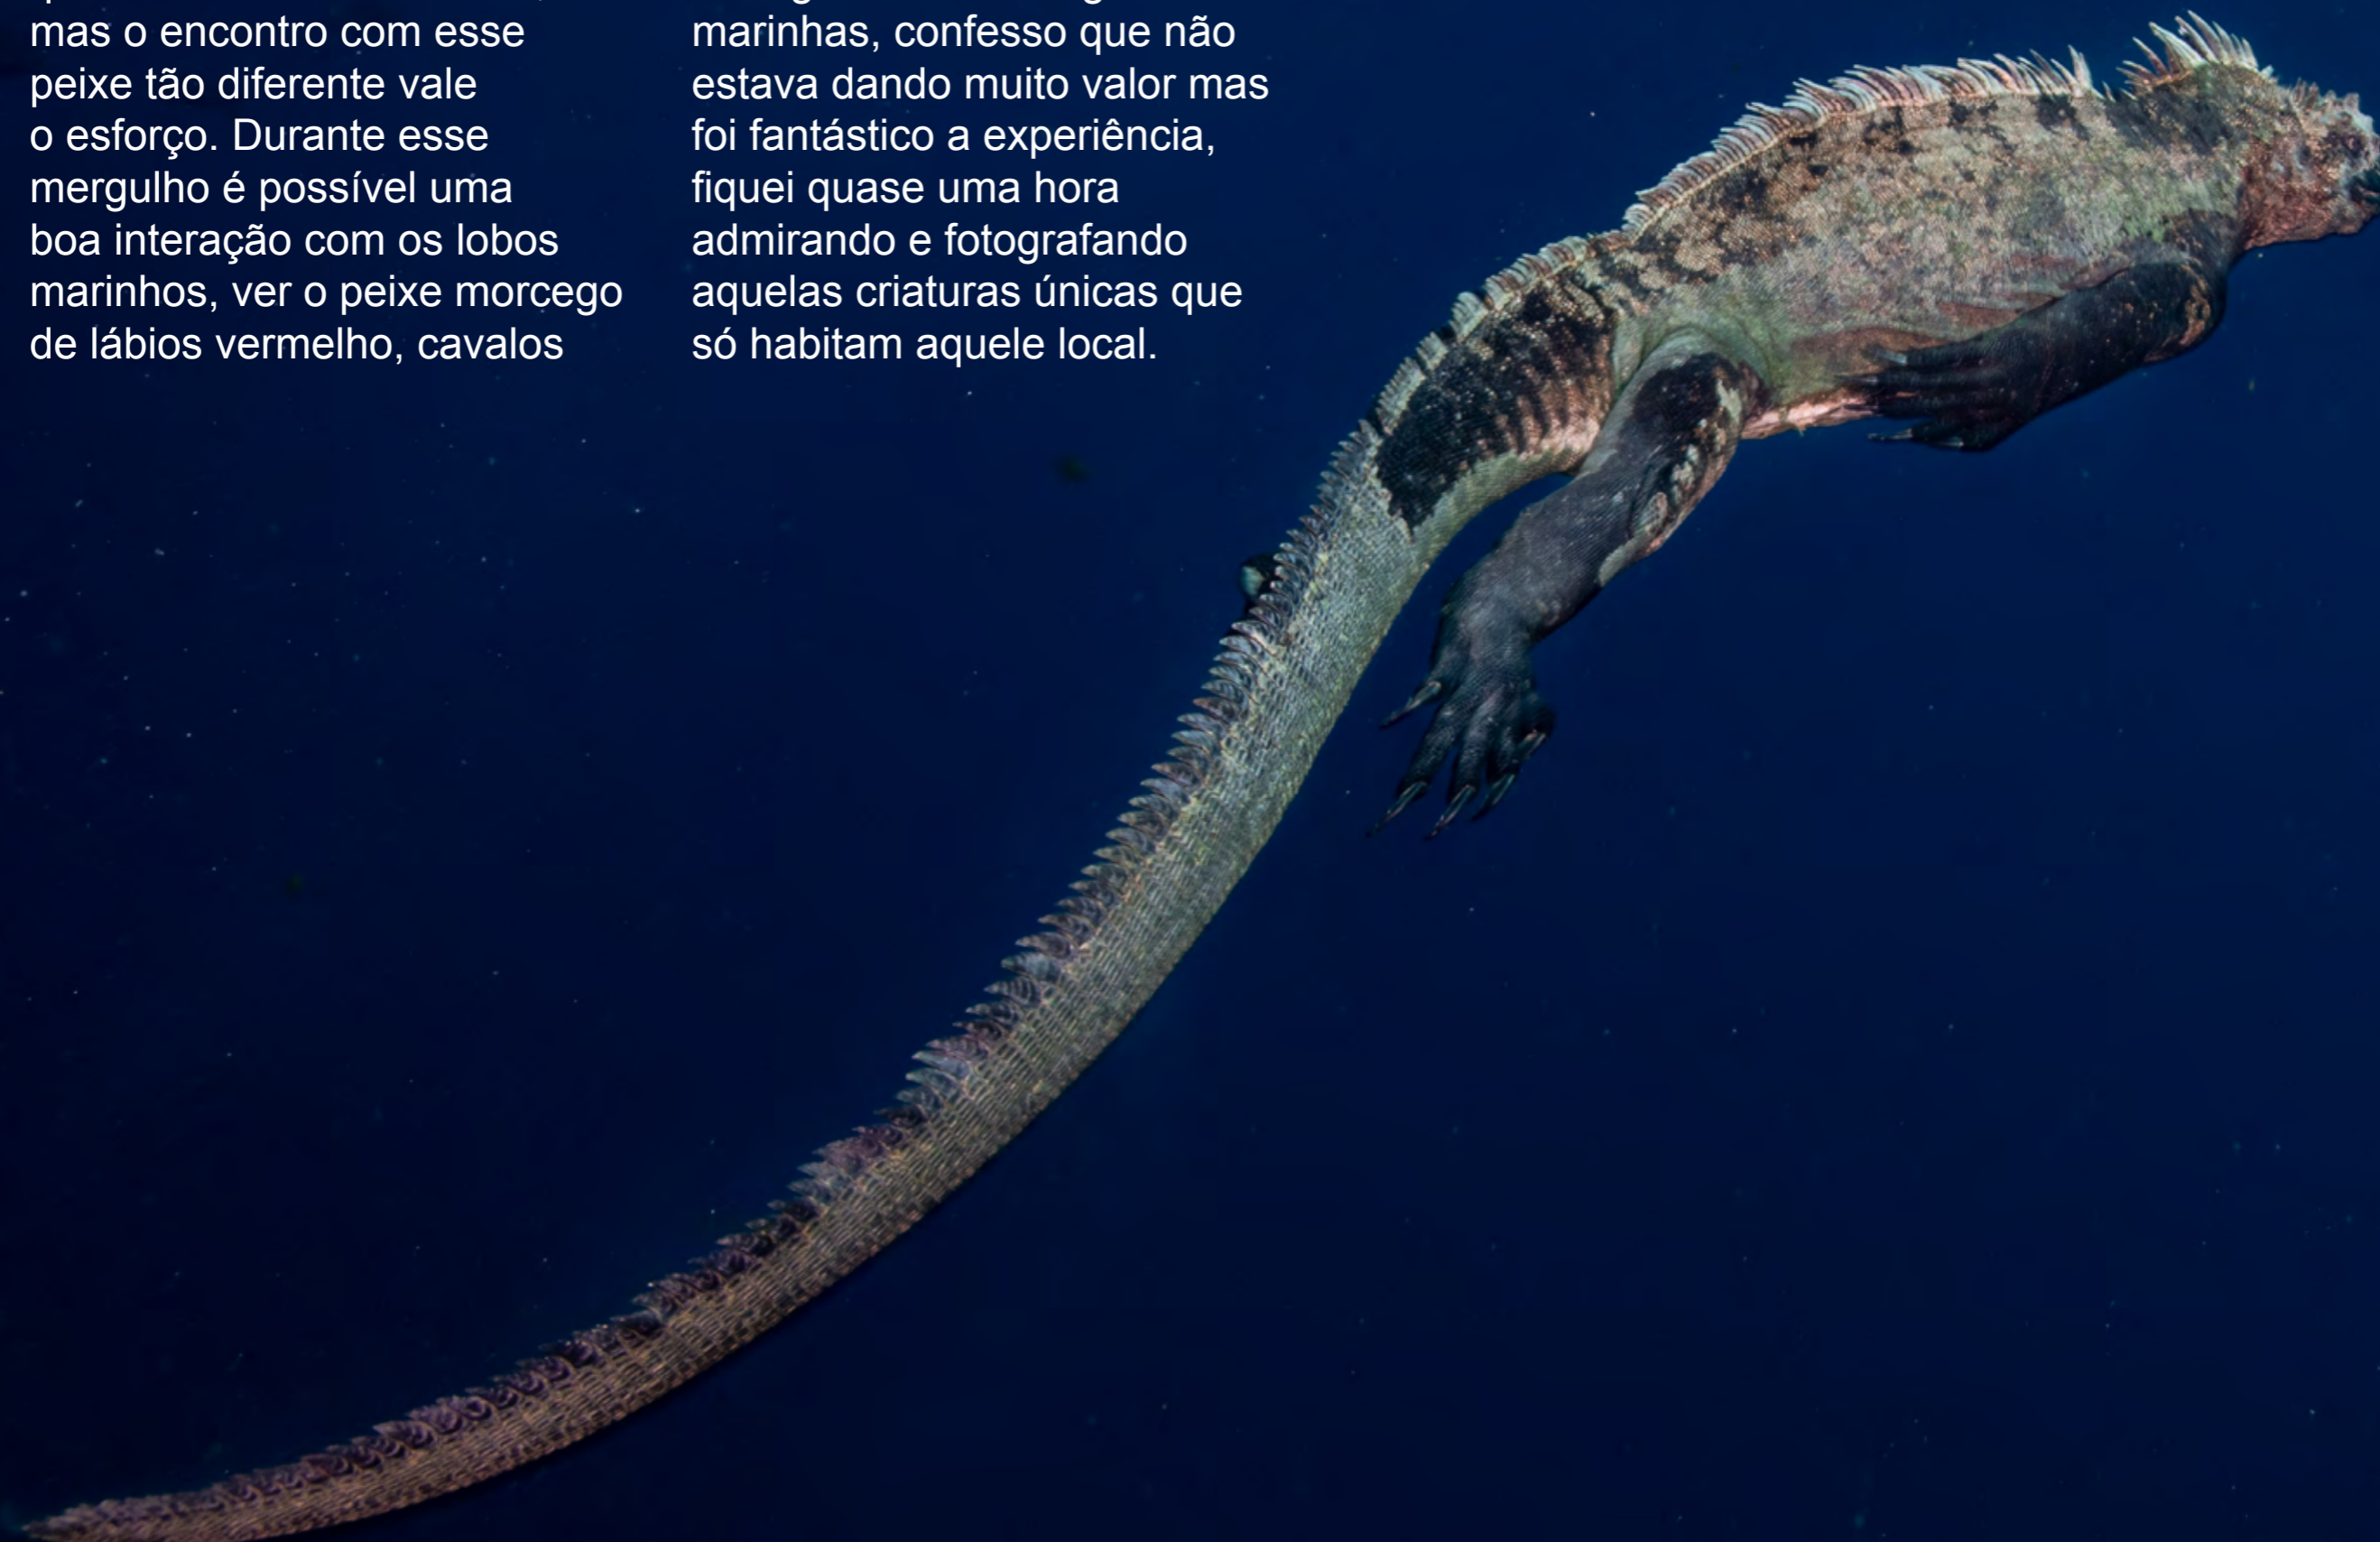 mas o encontro com esse
peixe tão diferente vale
o esforço. Durante esse
mergulho é possível uma
boa interação com os lobos
marinhos, ver o peixe morcego
de lábios vermelho, cavalos
marinhas, confesso que não
estava dando muito valor mas
foi fantástico a experiência,
fiquei quase uma hora
admirando e fotografando
aquelas criaturas únicas que
só habitam aquele local.